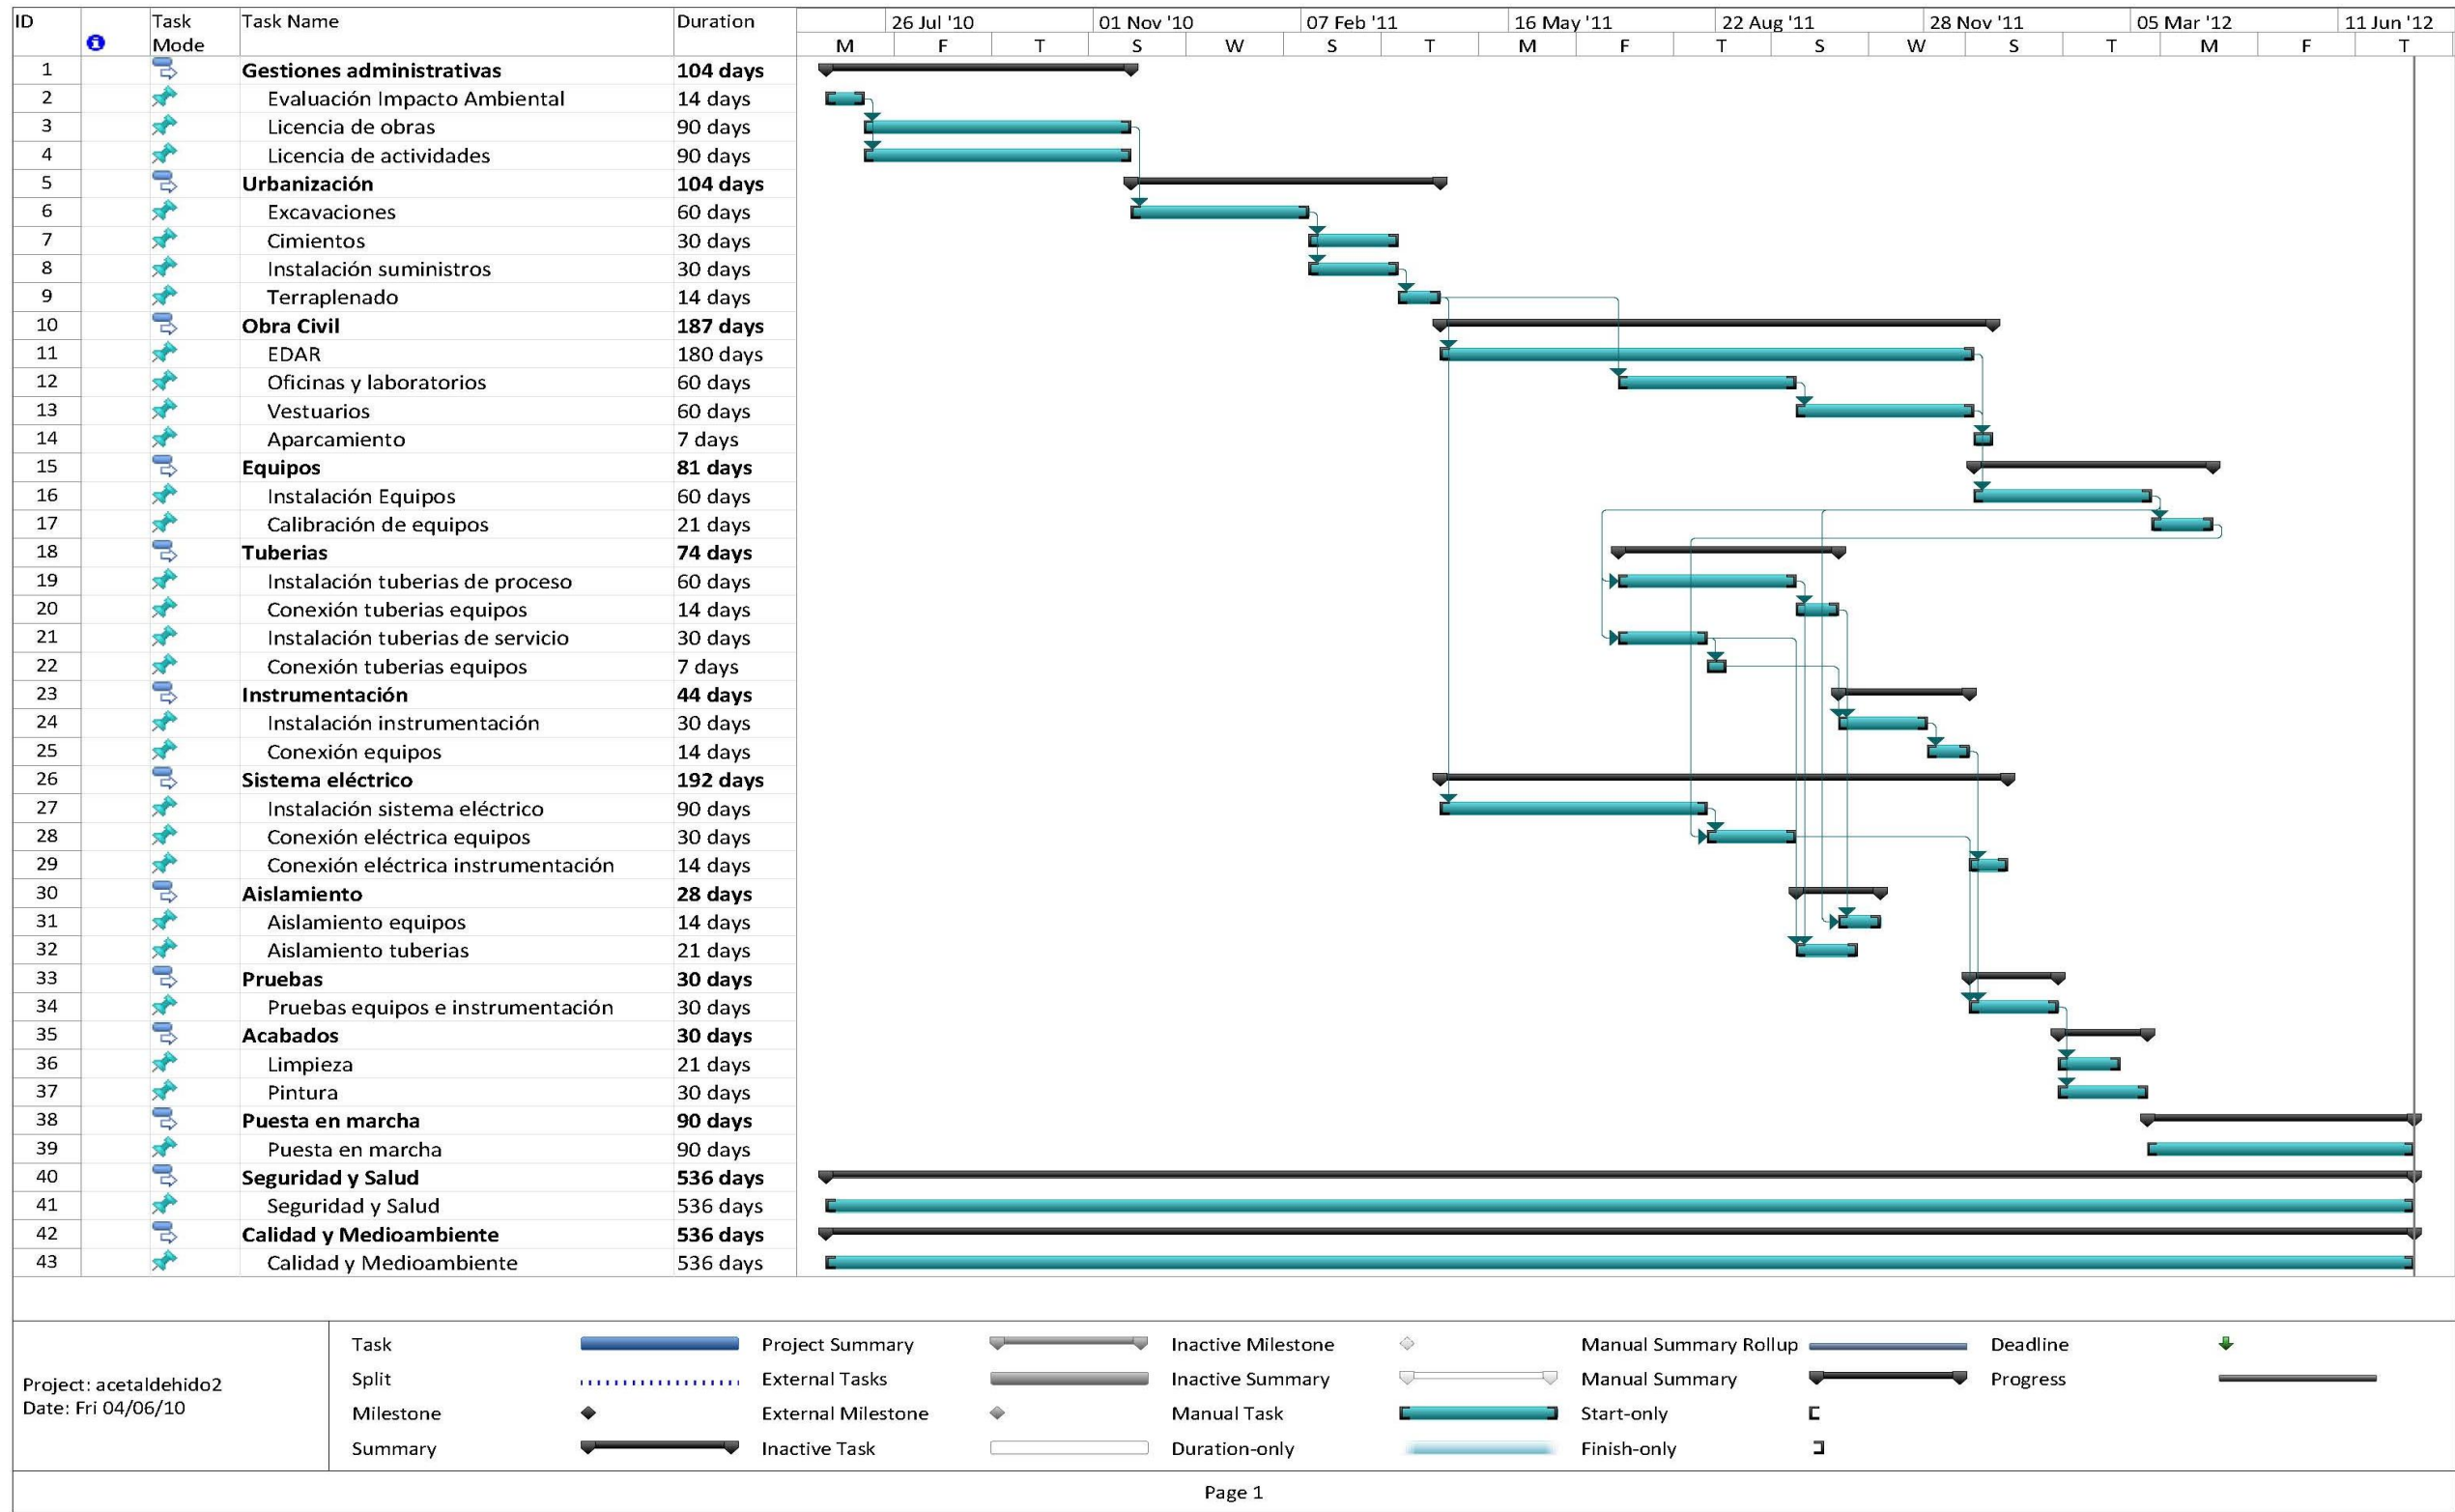 ID Task Mode Task Name Duration 26 Jul '10 01 Nov '10 07 Feb '11 16 May '11 22 Aug '11 28 Nov '11 05 Mar '12 11 Jun '12
M F T S W S T M F T S W S T M F T
1 Gestiones administrativas 104 days
2 Evaluación Impacto Ambiental 14 days
3 Licencia de obras 90 days
4 Licencia de actividades 90 days
5 Urbanización 104 days
6 Excavaciones 60 days
7 Cimientos 30 days
8 Instalación suministros 30 days
9 Terraplenado 14 days
10 Obra Civil 187 days
11 EDAR 180 days
12 Oficinas y laboratorios 60 days
13 Vestuarios 60 days
14 Aparcamiento 7 days
15 Equipos 81 days
16 Instalación Equipos 60 days
17 Calibración de equipos 21 days
18 Tuberias 74 days
19 Instalación tuberias de proceso 60 days
20 Conexión tuberias equipos 14 days
21 Instalación tuberias de servicio 30 days
22 Conexión tuberias equipos 7 days
23 Instrumentación 44 days
24 Instalación instrumentación 30 days
25 Conexión equipos 14 days
26 Sistema eléctrico 192 days
27 Instalación sistema eléctrico 90 days
28 Conexión eléctrica equipos 30 days
29 Conexión eléctrica instrumentación 14 days
30 Aislamiento 28 days
31 Aislamiento equipos 14 days
32 Aislamiento tuberias 21 days
33 Pruebas 30 days
34 Pruebas equipos e instrumentación 30 days
35 Acabados 30 days
36 Limpieza 21 days
37 Pintura 30 days
38 Puesta en marcha 90 days
39 Puesta en marcha 90 days
40 Seguridad y Salud 536 days
41 Seguridad y Salud 536 days
42 Calidad y Medioambiente 536 days
43 Calidad y Medioambiente 536 days
Project: acetaldehido2
Date: Fri 04/06/10
Task Project Summary Inactive Milestone Manual Summary Rollup Deadline
Split External Tasks Inactive Summary Manual Summary Progress
Milestone External Milestone Manual Task Start-only
Summary Inactive Task Duration-only Finish-only
Page 1